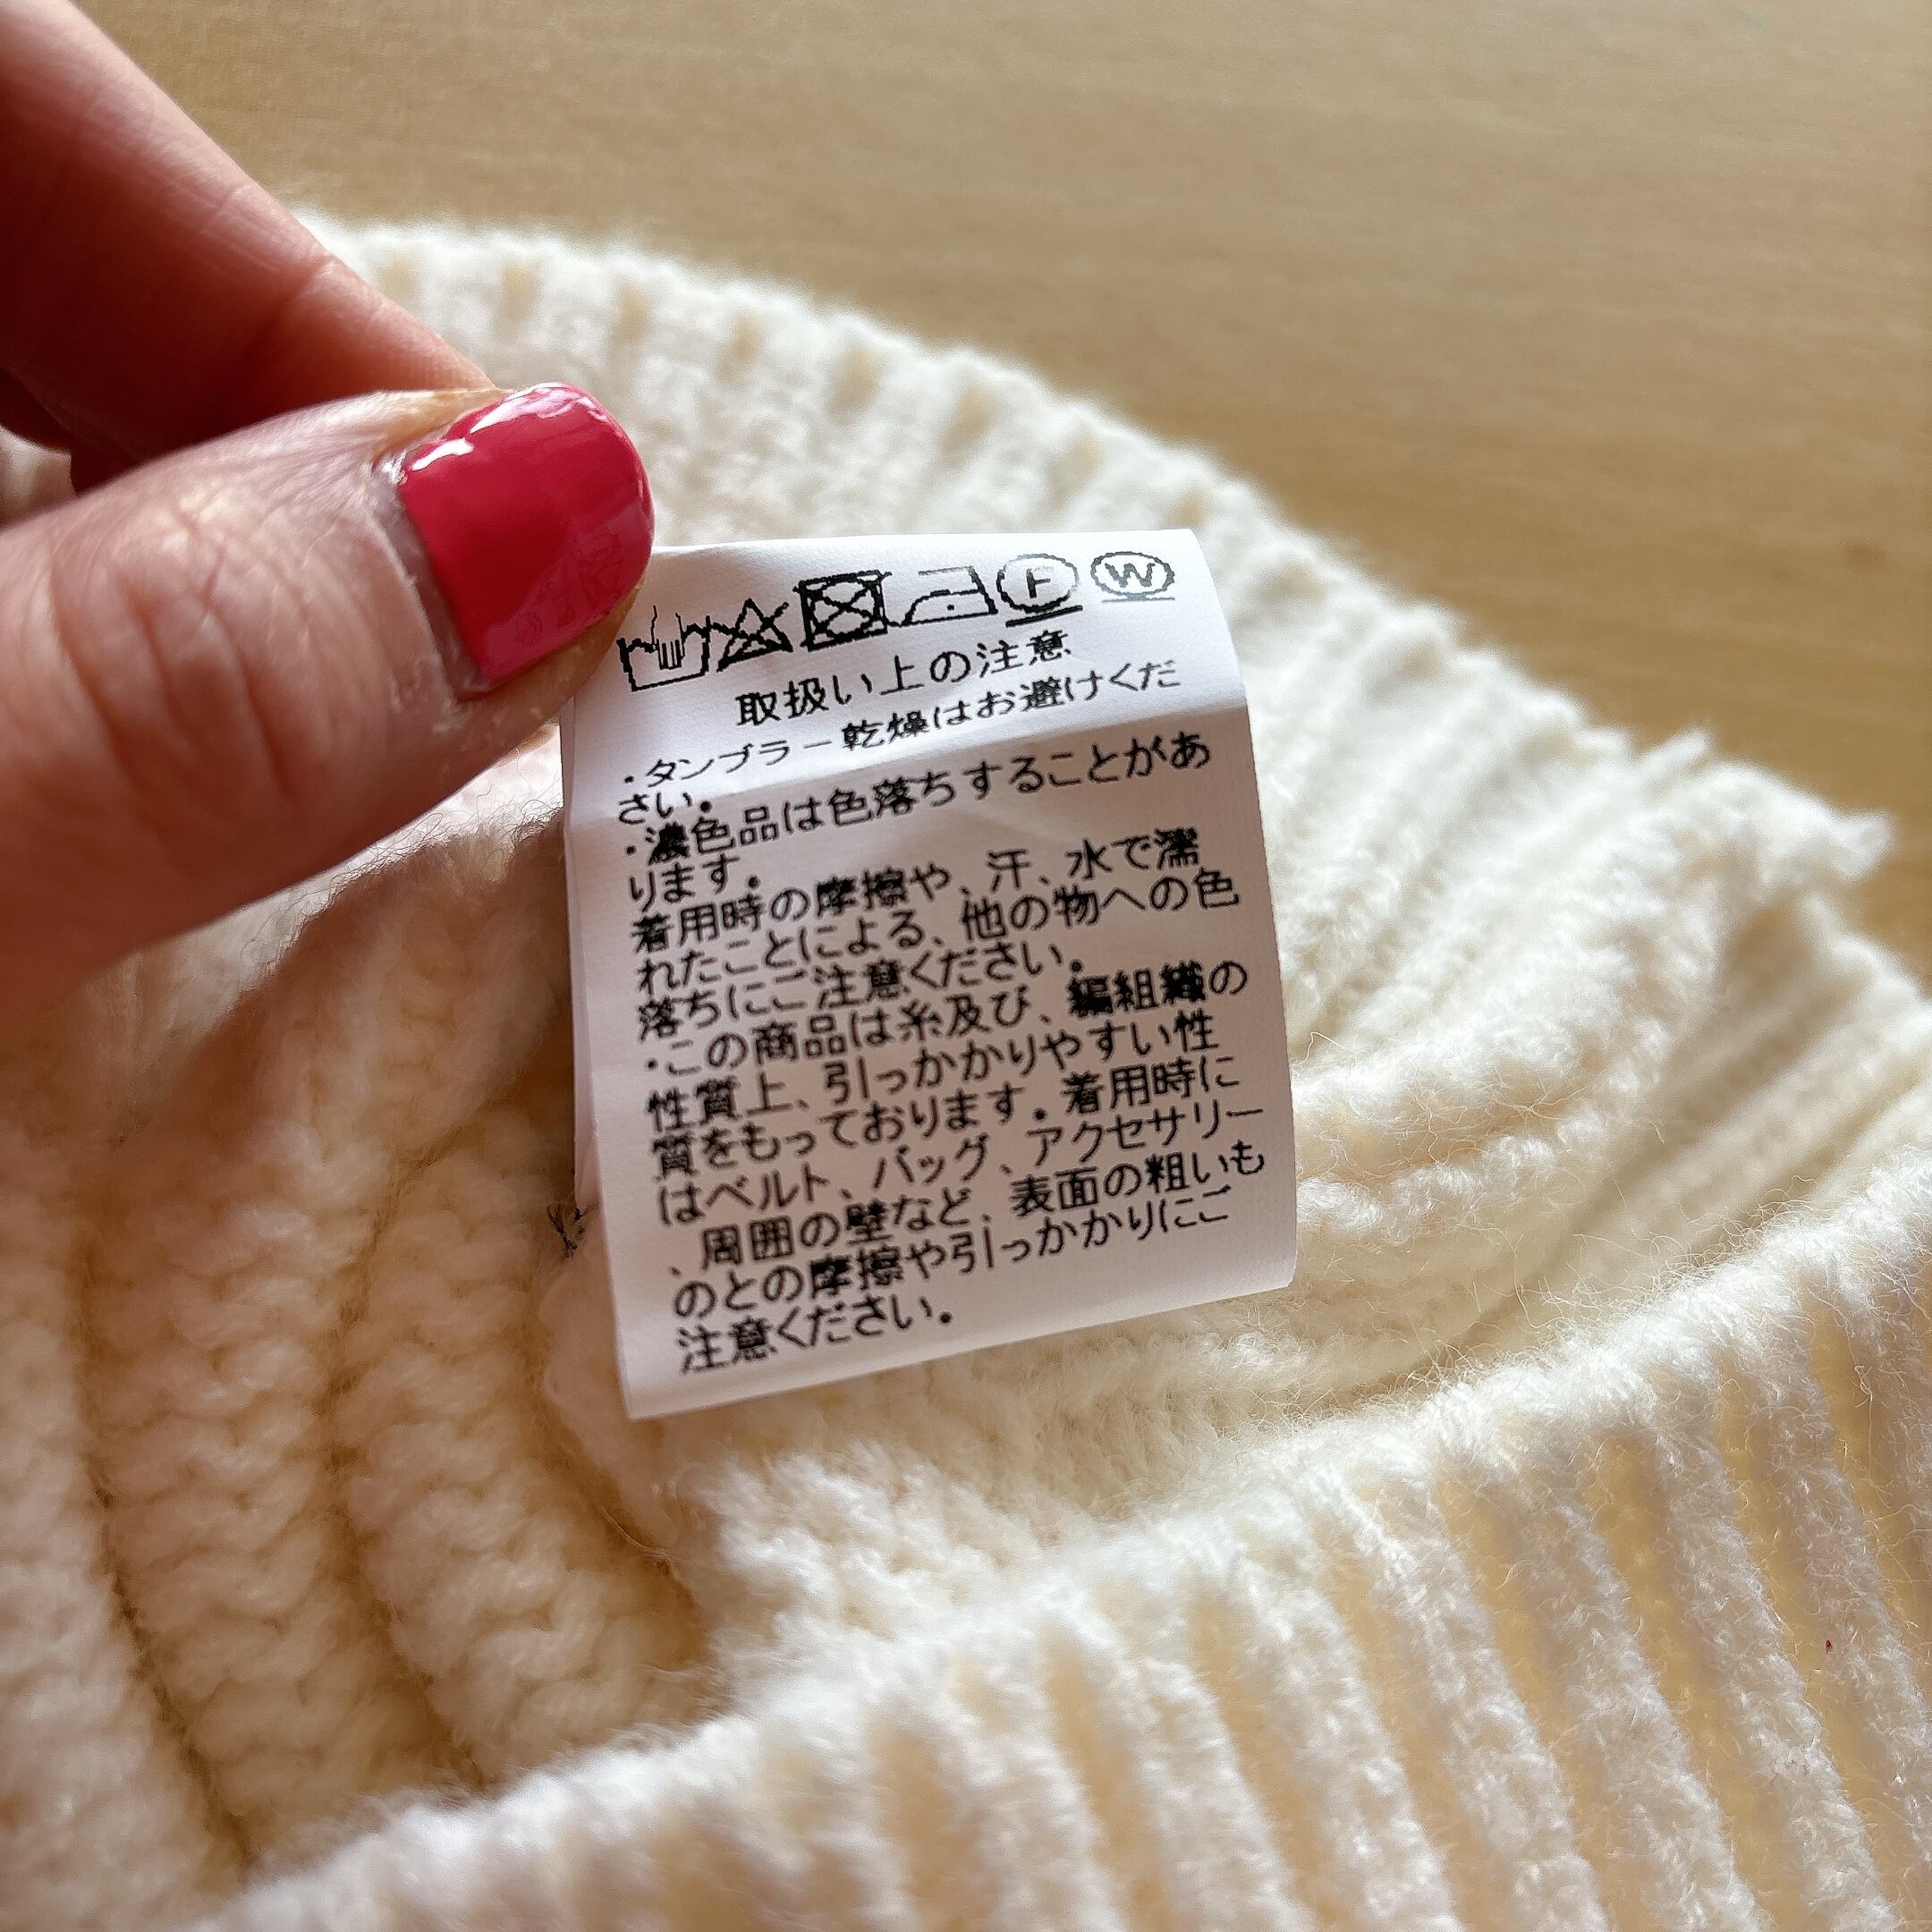 F W
取扱い上の注意
・タンブラー乾燥はお避けくだ
さい。
・濃色品は色落ちすることがあ
ります。
着用時の摩擦や、汗、水で濡
れたことによる、他の物への色
落ちにご注意ください。
・この商品は糸及び、編組織の
性質上、引っかかりやすい性
質をもっております。着用時に
はベルト、バッグ、アクセサリー
、周囲の壁など、表面の粗いも
のとの摩擦や引っかかりにご
注意ください。